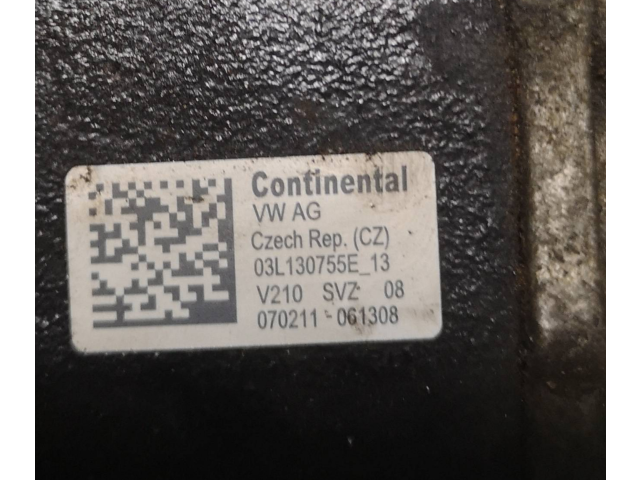 Continental
VW AG
Czech Rep. (CZ)
03L130755E_13
V210 SVZ 08
070211 - 061308